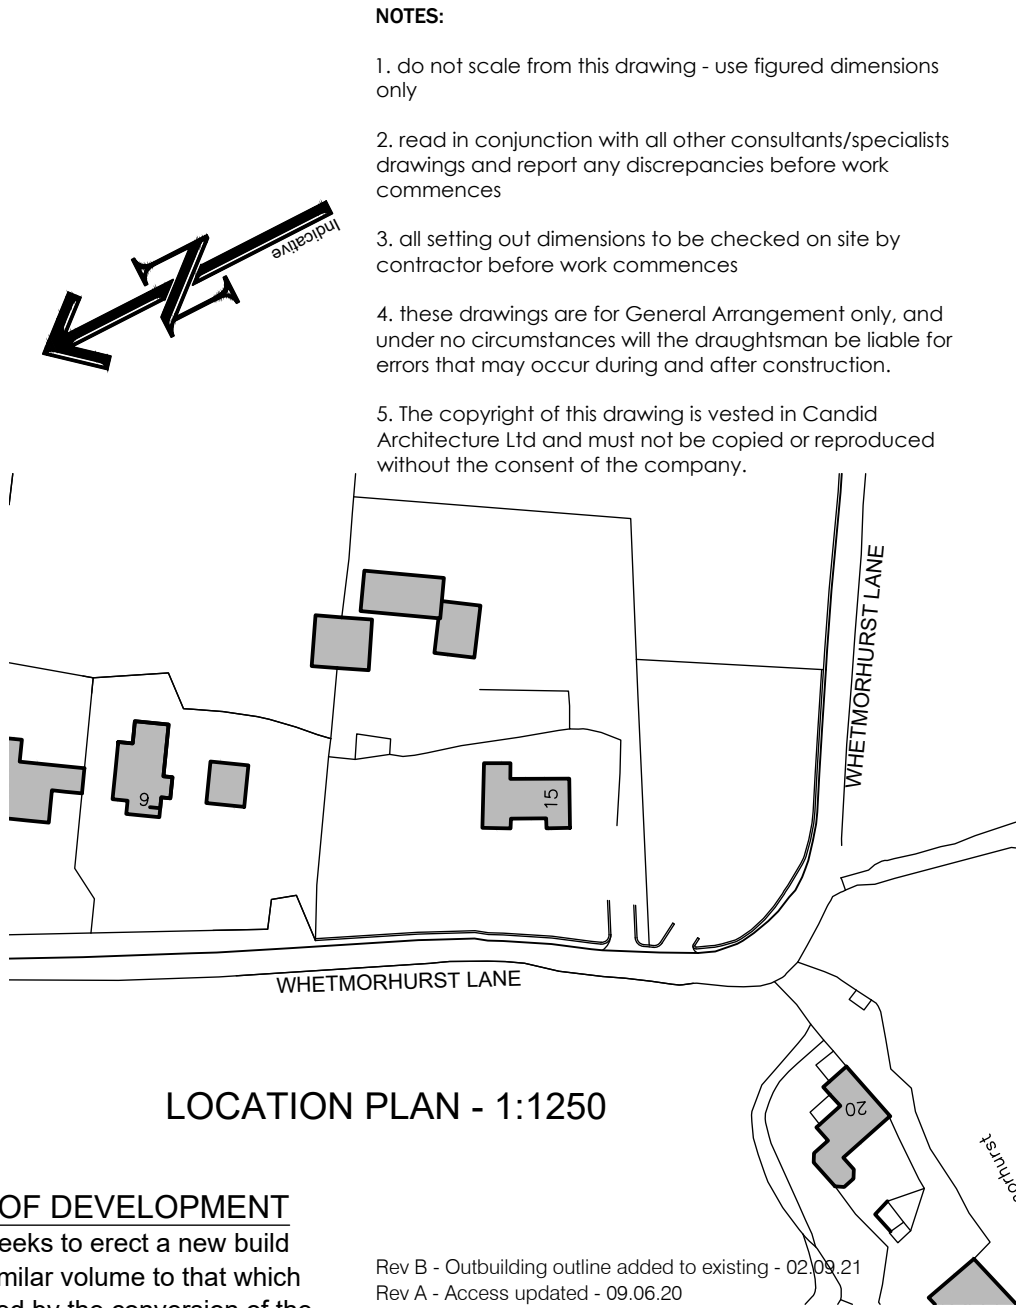 NOTES:
1. do not scale from this drawing - use figured dimensions
only
2. read in conjunction with all other consultants/specialists
drawings and report any discrepancies before work
commences
3. all setting out dimensions to be checked on site by
contractor before work commences
4. these drawings are for General Arrangement only, and
under no circumstances will the draughtsman be liable for
errors that may occur during and after construction.
5. The copyright of this drawing is vested in Candid
Architecture Ltd and must not be copied or reproduced
without the consent of the company.
N
Indicative
WHETMORHURST LANE
9
15
WHETMORHURST LANE
LOCATION PLAN - 1:1250
20
orhurst
OF DEVELOPMENT
eeks to erect a new build
milar volume to that which
ed by the conversion of the
Rev B - Outbuilding outline added to existing - 02.09.21
Rev A - Access updated - 09.06.20